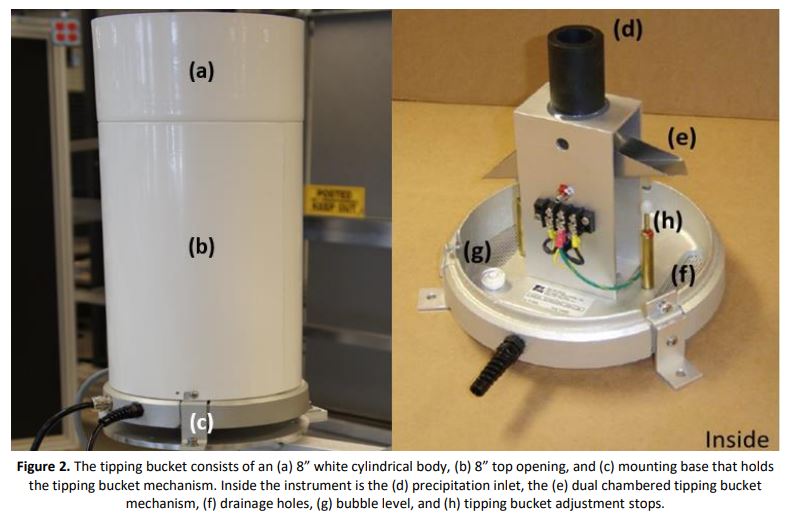 (a)
(b)
(c)
POSTED
KEEP OUT
(d)
(e)
(h)
(g)
(f)
Inside
Figure 2. The tipping bucket consists of an (a) 8” white cylindrical body, (b) 8” top opening, and (c) mounting base that holds
the tipping bucket mechanism. Inside the instrument is the (d) precipitation inlet, the (e) dual chambered tipping bucket
mechanism, (f) drainage holes, (g) bubble level, and (h) tipping bucket adjustment stops.